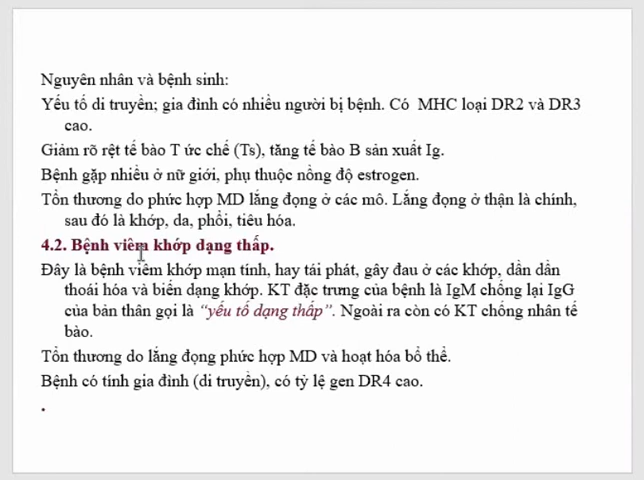 Nguyên nhân và bệnh sinh:
Yếu tố di truyền; gia đình có nhiều người bị bệnh. Có MHC loại DR2 và DR3
cao.
Giảm rõ rệt tế bào T ức chế (Ts), tăng tế bào B sản xuất Ig.
Bệnh gặp nhiều ở nữ giới, phụ thuộc nồng độ estrogen.
Tổn thương do phức hợp MD lắng đọng ở các mô. Lắng đọng ở thận là chính,
sau đó là khớp, da, phổi, tiêu hóa.
4.2. Bệnh viêm khớp dạng thấp.
Đây là bệnh viêm khớp mạn tính, hay tái phát, gây đau ở các khớp, dần dần
thoái hóa và biến dạng khớp. KT đặc trưng của bệnh là IgM chống lại IgG
của bản thân gọi là “yếu tố dạng thấp”. Ngoài ra còn có KT chống nhân tế
bào.
Tổn thương do lắng đọng phức hợp MD và hoạt hóa bổ thể.
Bệnh có tính gia đình (di truyền), có tỷ lệ gen DR4 cao.
.